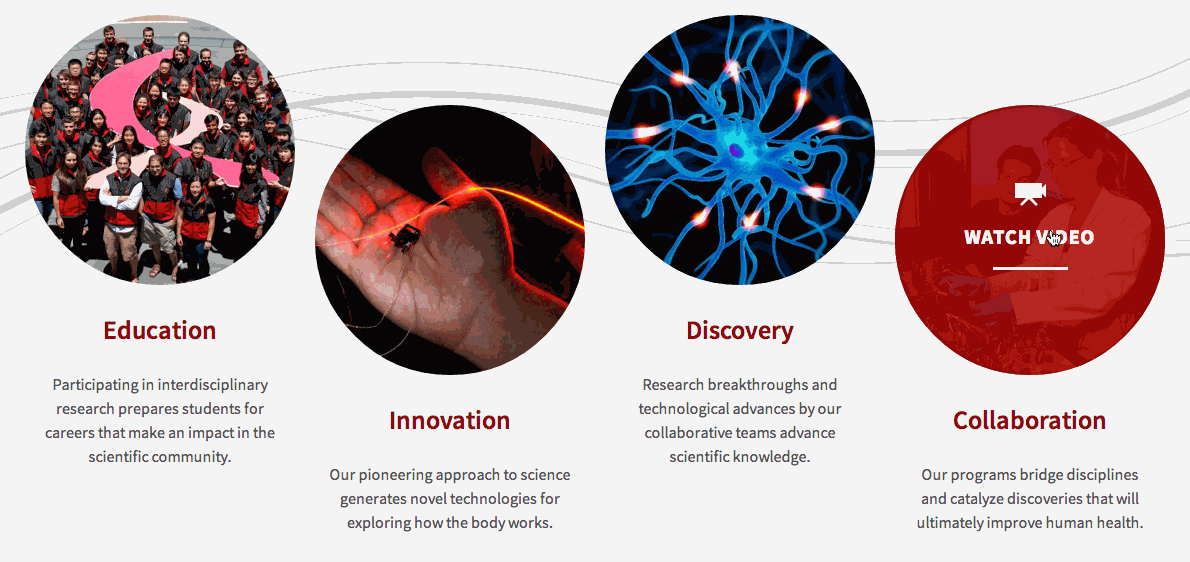 WATCH VIDEO
Education
Participating in interdisciplinary
research prepares students for
careers that make an impact in the
scientific community.
Innovation
Our pioneering approach to science
generates novel technologies for
exploring how the body works.
Discovery
Research breakthroughs and
technological advances by our
collaborative teams advance
scientific knowledge.
Collaboration
Our programs bridge disciplines
and catalyze discoveries that will
ultimately improve human health.